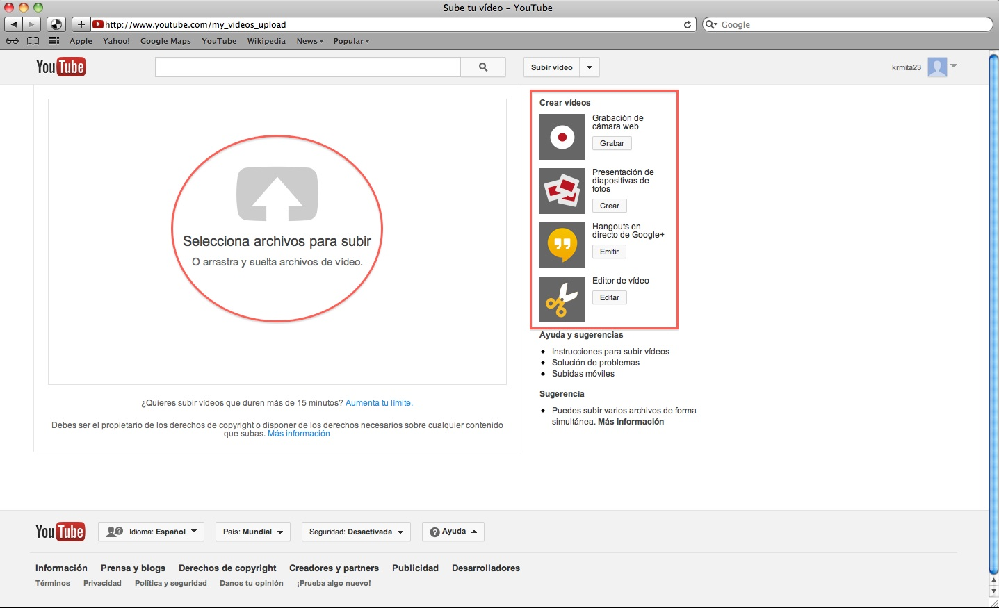 Sube tu vídeo – YouTube
http://www.youtube.com/my_videos_upload
Google
Apple Yahoo! Google Maps YouTube Wikipedia News Popular
YouTube
Subir vídeo
krmita23
Selecciona archivos para subir
O arrastra y suelta archivos de vídeo.
¿Quieres subir vídeos que duren más de 15 minutos? Aumenta tu límite.
Debes ser el propietario de los derechos de copyright o disponer de los derechos necesarios sobre cualquier contenido
que subas. Más información
Crear vídeos
Grabación de
cámara web
Grabar
Presentación de
diapositivas de
fotos
Crear
Hangouts en
directo de Google+
Emitir
Editor de vídeo
Editar
Ayuda y sugerencias
Instrucciones para subir vídeos
Solución de problemas
Subidas móviles
Sugerencia
Puedes subir varios archivos de forma
simultánea. Más información
YouTube
Idioma: Español
País: Mundial
Seguridad: Desactivada
Ayuda
Información Prensa y blogs Derechos de copyright Creadores y partners Publicidad Desarrolladores
Términos Privacidad Política y seguridad Danos tu opinión ¡Prueba algo nuevo!